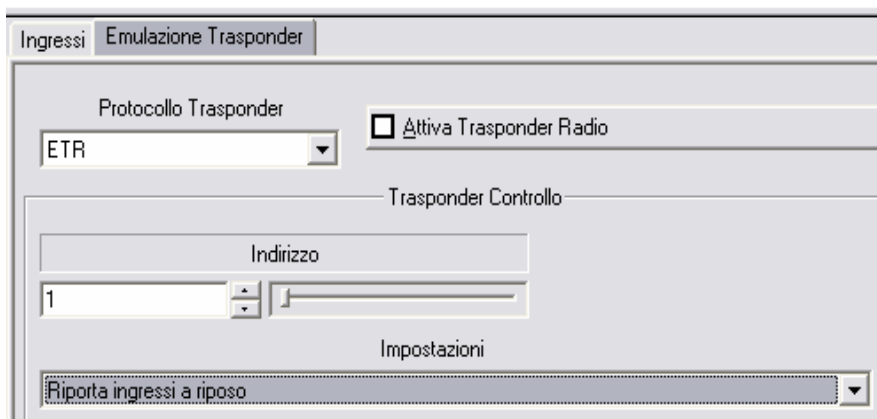 Ingressi Emulazione Trasponder
Protocollo Trasponder
Attiva Trasponder Radio
ETR
Trasponder Controllo
Indirizzo
1
Impostazioni
Riporta ingressi a riposo